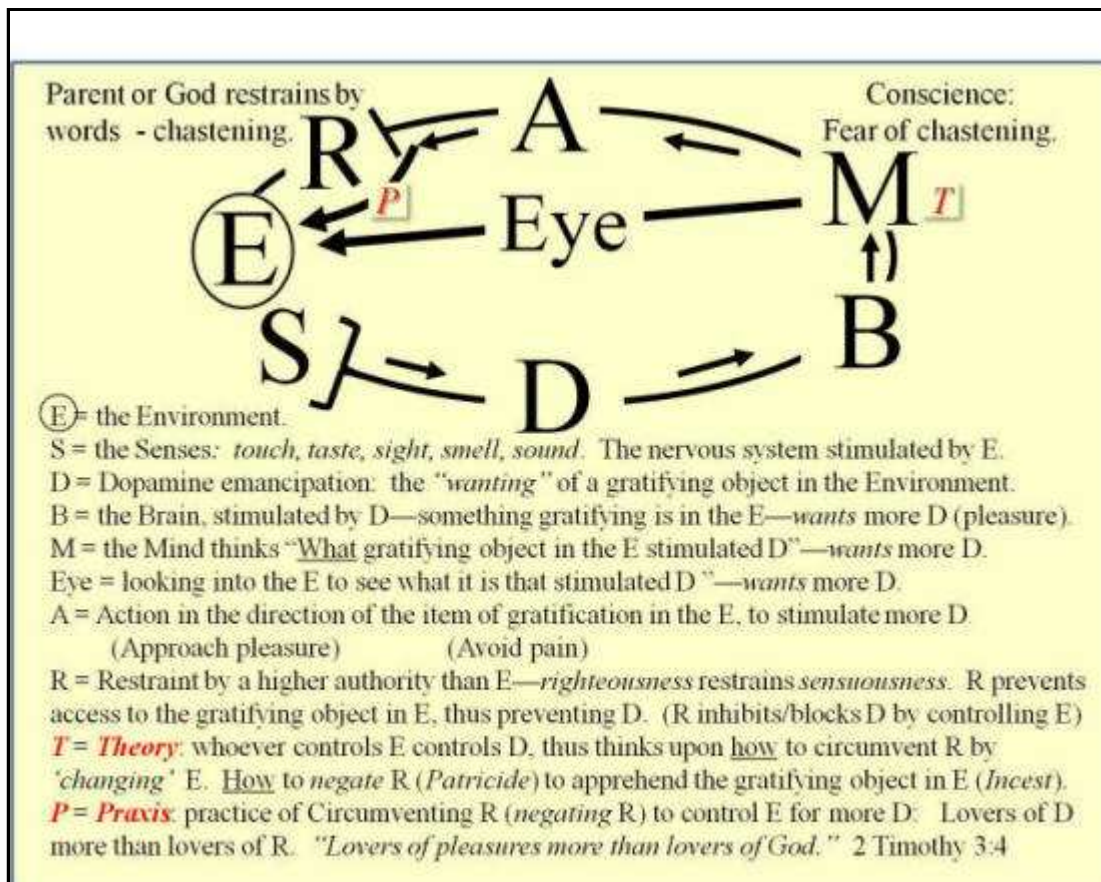 Parent or God restrains by
words - chastening.
Conscience:
Fear of chastening.
A
R
M
T
P
Eye
E
S
B
D
E = the Environment.
S = the Senses: touch, taste, sight, smell, sound. The nervous system stimulated by E.
D = Dopamine emancipation: the "wanting" of a gratifying object in the Environment.
B = the Brain, stimulated by D—something gratifying is in the E—wants more D (pleasure).
M = the Mind thinks "What gratifying object in the E stimulated D"—wants more D.
Eye = looking into the E to see what it is that stimulated D "—wants more D.
A = Action in the direction of the item of gratification in the E, to stimulate more D
(Approach pleasure) (Avoid pain)
R = Restraint by a higher authority than E—righteousness restrains sensuousness. R prevents
access to the gratifying object in E, thus preventing D. (R inhibits/blocks D by controlling E)
T = Theory: whoever controls E controls D, thus thinks upon how to circumvent R by
'changing' E. How to negate R (Patricide) to apprehend the gratifying object in E (Incest).
P = Praxis: practice of Circumventing R (negating R) to control E for more D: Lovers of D
more than lovers of R. "Lovers of pleasures more than lovers of God." 2 Timothy 3:4